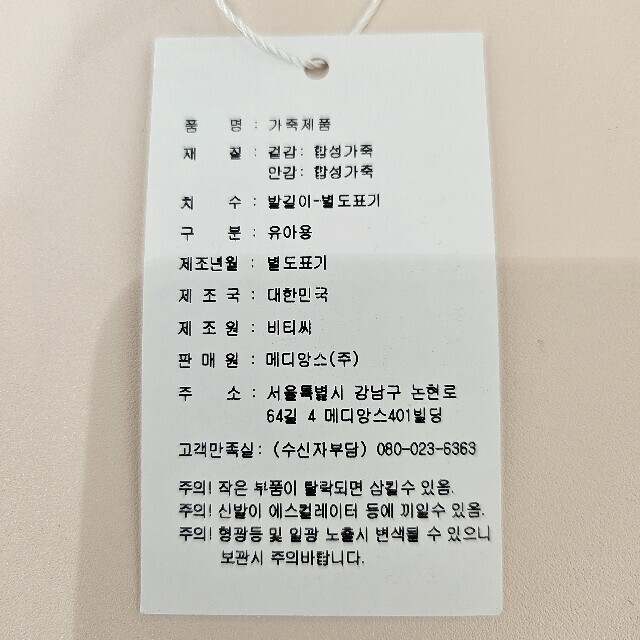 품 명 : 가죽제품
재 질 : 겉감: 합성가죽
안감: 합성가죽
치 수 : 발길이-별도표기
구 분 : 유아용
제조년월 : 별도표기
제 조 국 : 대한민국
제 조 원 : 비티씨
판 매 원 : 메디앙스(주)
주 소 : 서울특별시 강남구 논현로
64길 4 메디앙스401빌딩
고객만족실: (수신자부담) 080-023-6363
주의! 작은 부품이 탈락되면 삼킬수 있음.
주의! 신발이 에스컬레이터 등에 끼일수 있음.
주의! 형광등 및 일광 노출시 변색될 수 있으니
보관시 주의바랍니다.